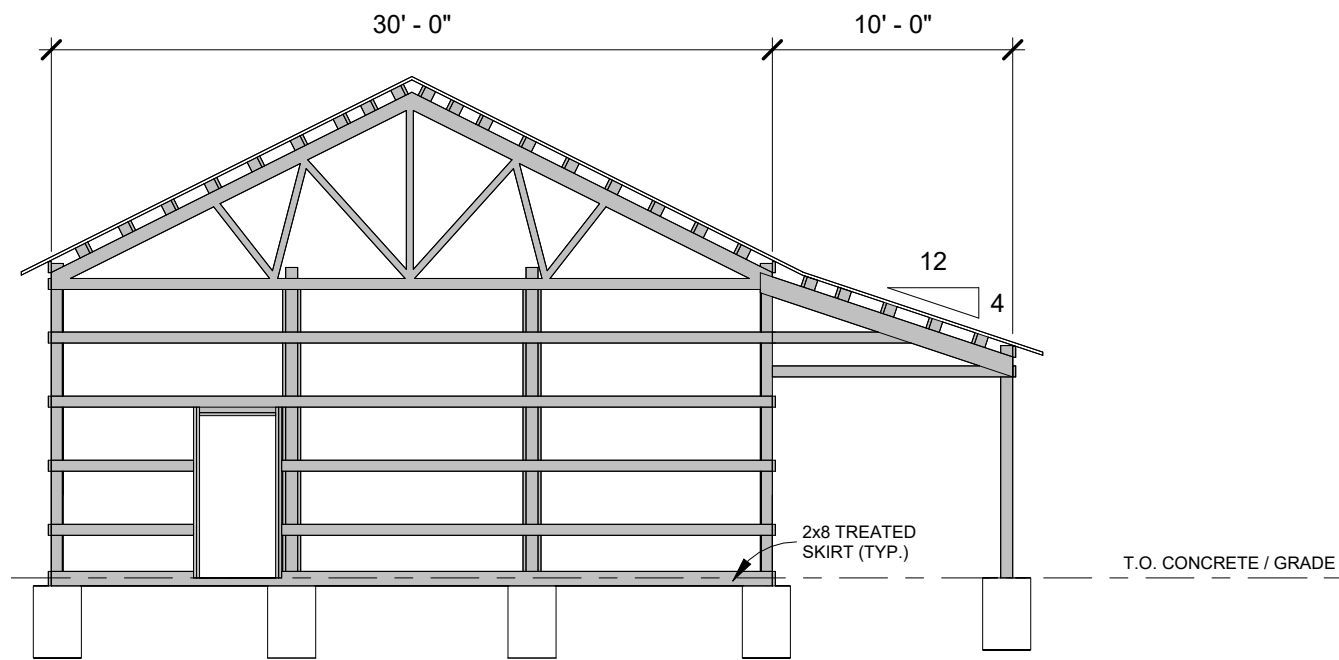 30' - 0"
10' - 0"
12
4
2x8 TREATED
SKIRT (TYP.)
T.O. CONCRETE / GRADE